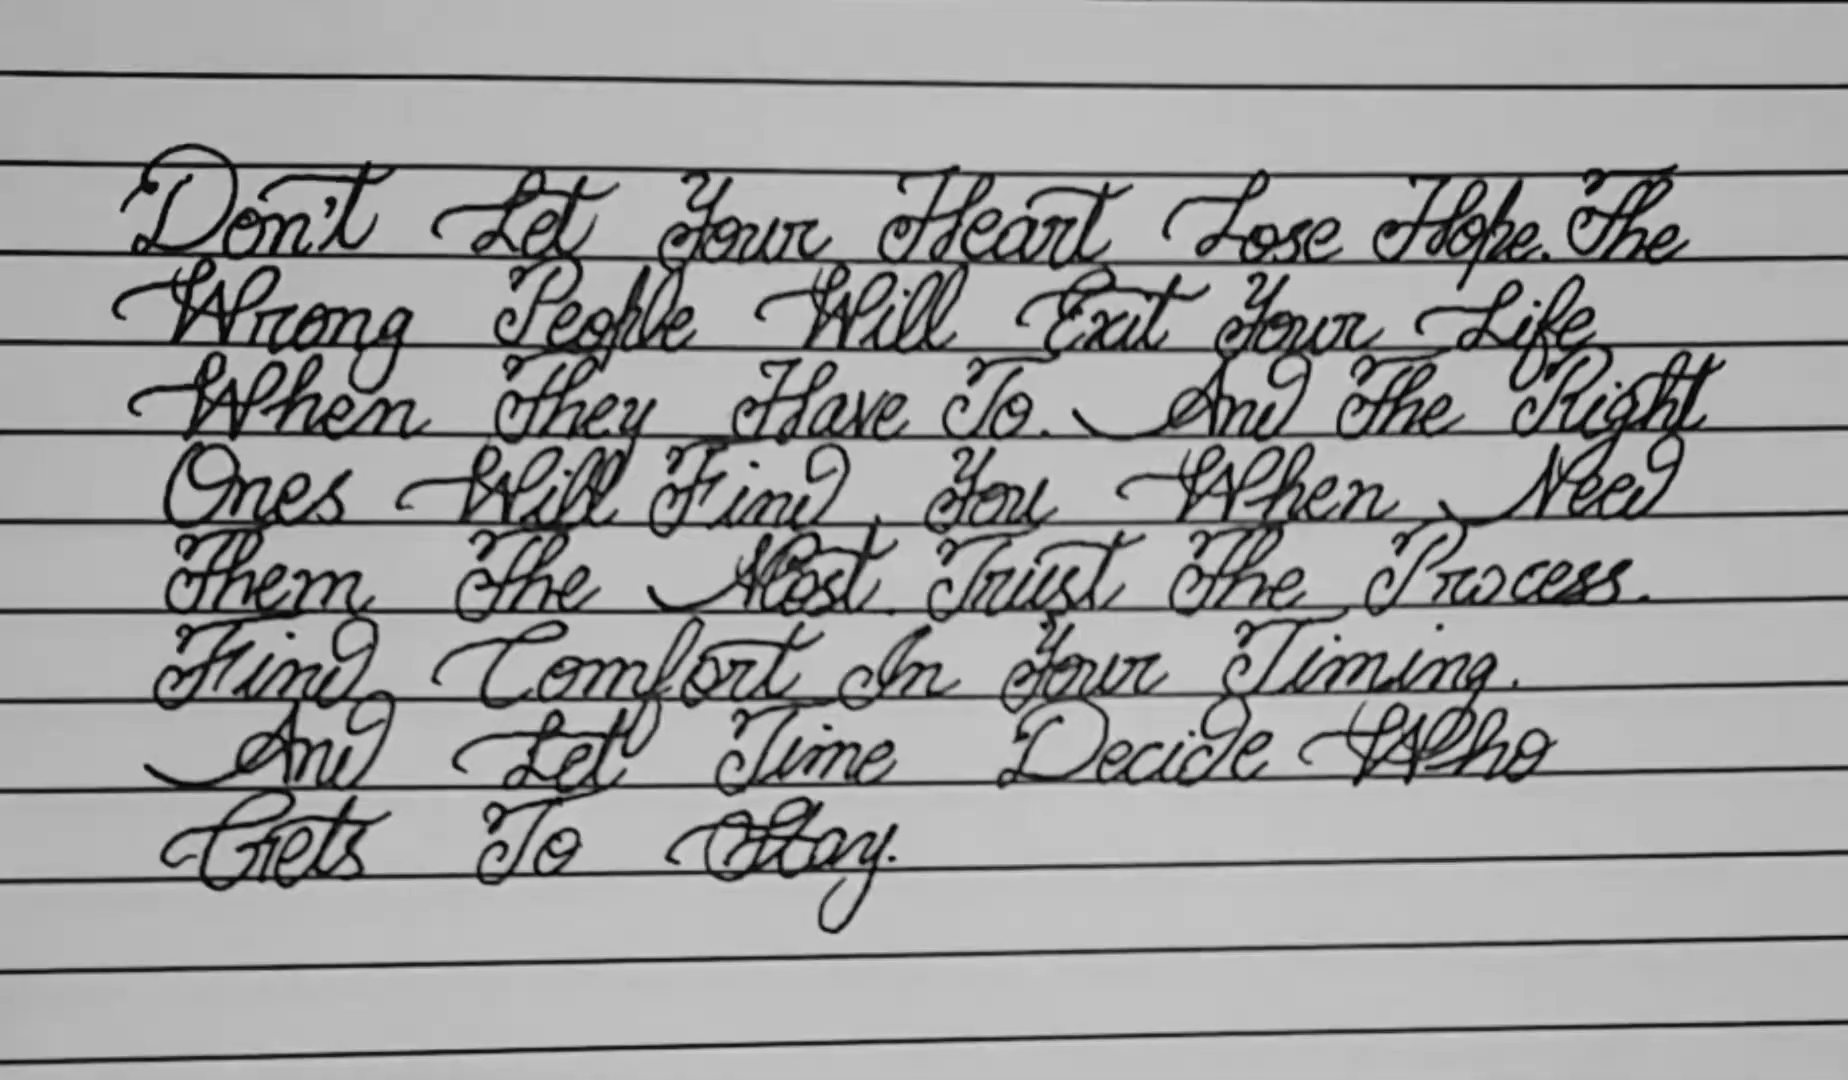 Don't Let Your Heart Lose Hope. The
Wrong People Will Exit Your Life
When They Have To. And The Right
Ones Will Find You When Need
Them The Most. Trust The Process.
Find Comfort In Your Timing.
And Let Time Decide Who
Gets To Stay.